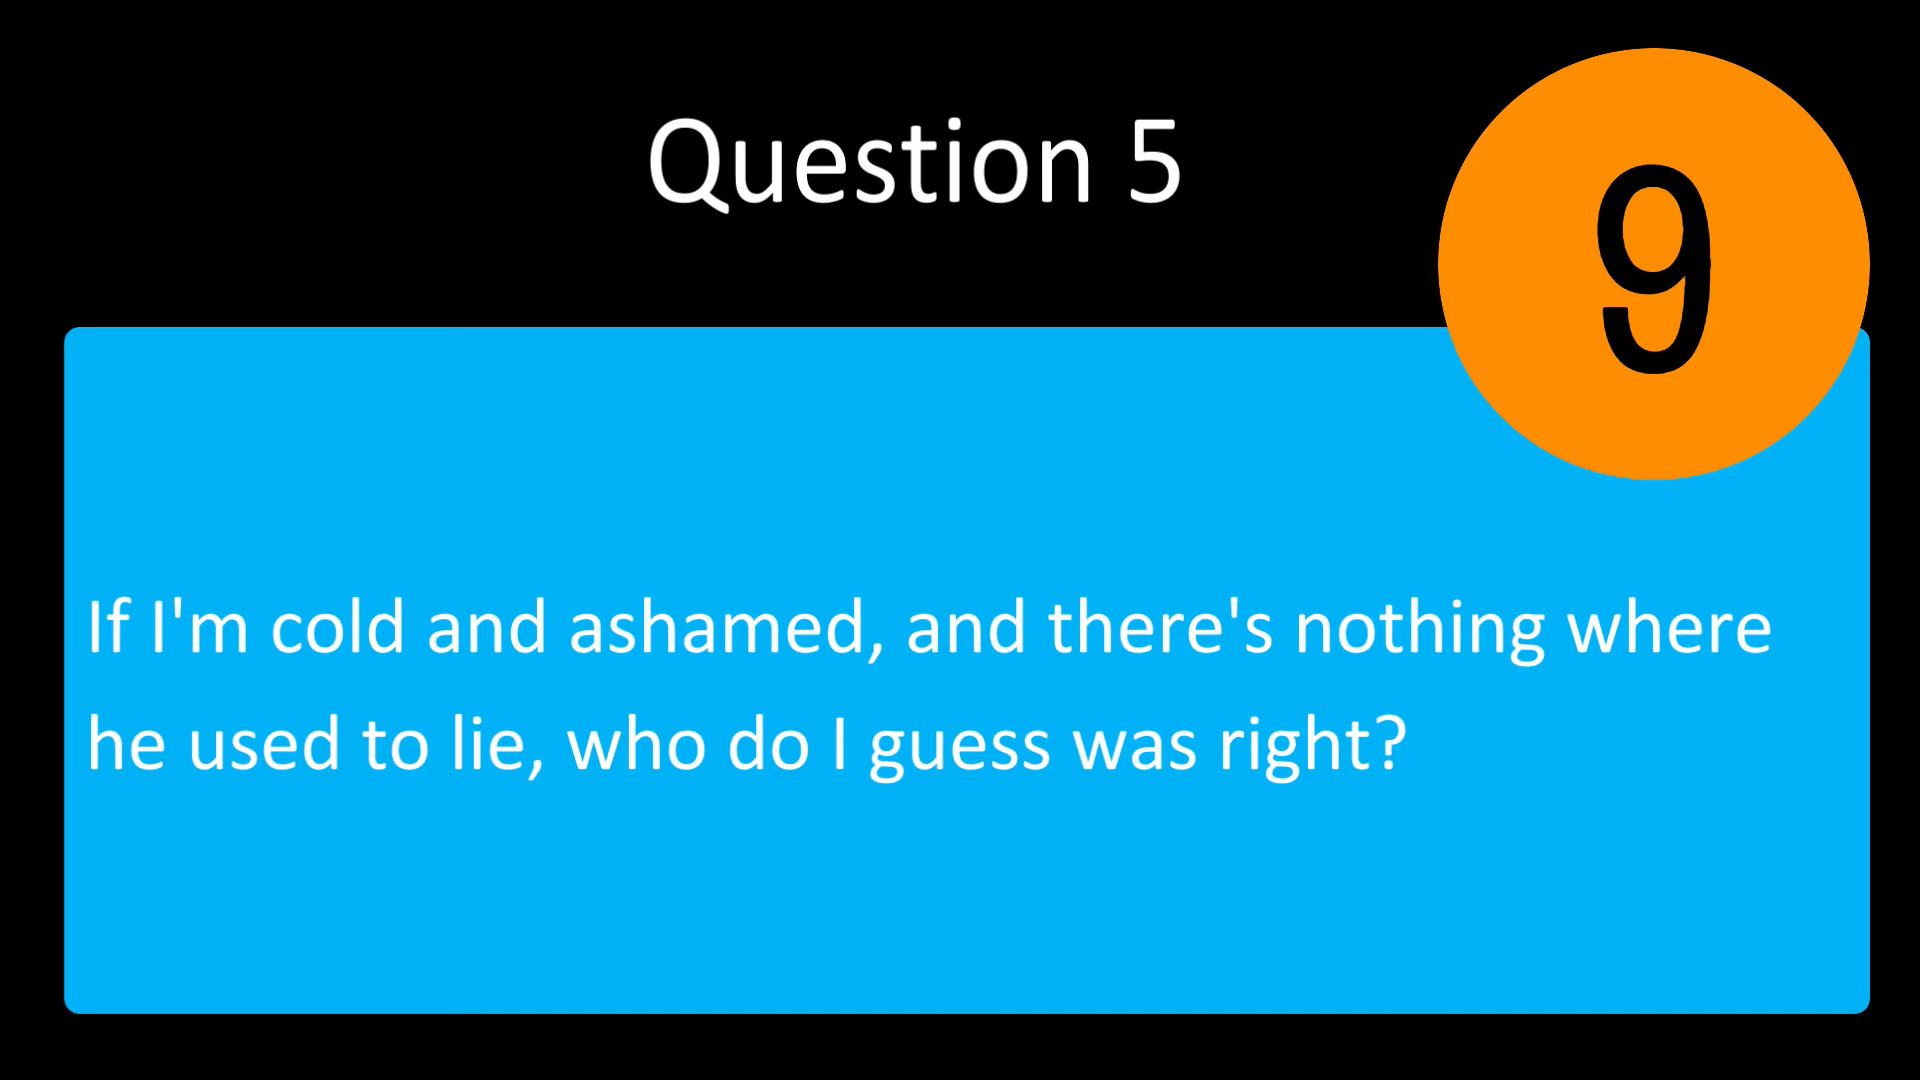 Question 5
9
If I'm cold and ashamed, and there's nothing where
he used to lie, who do I guess was right?